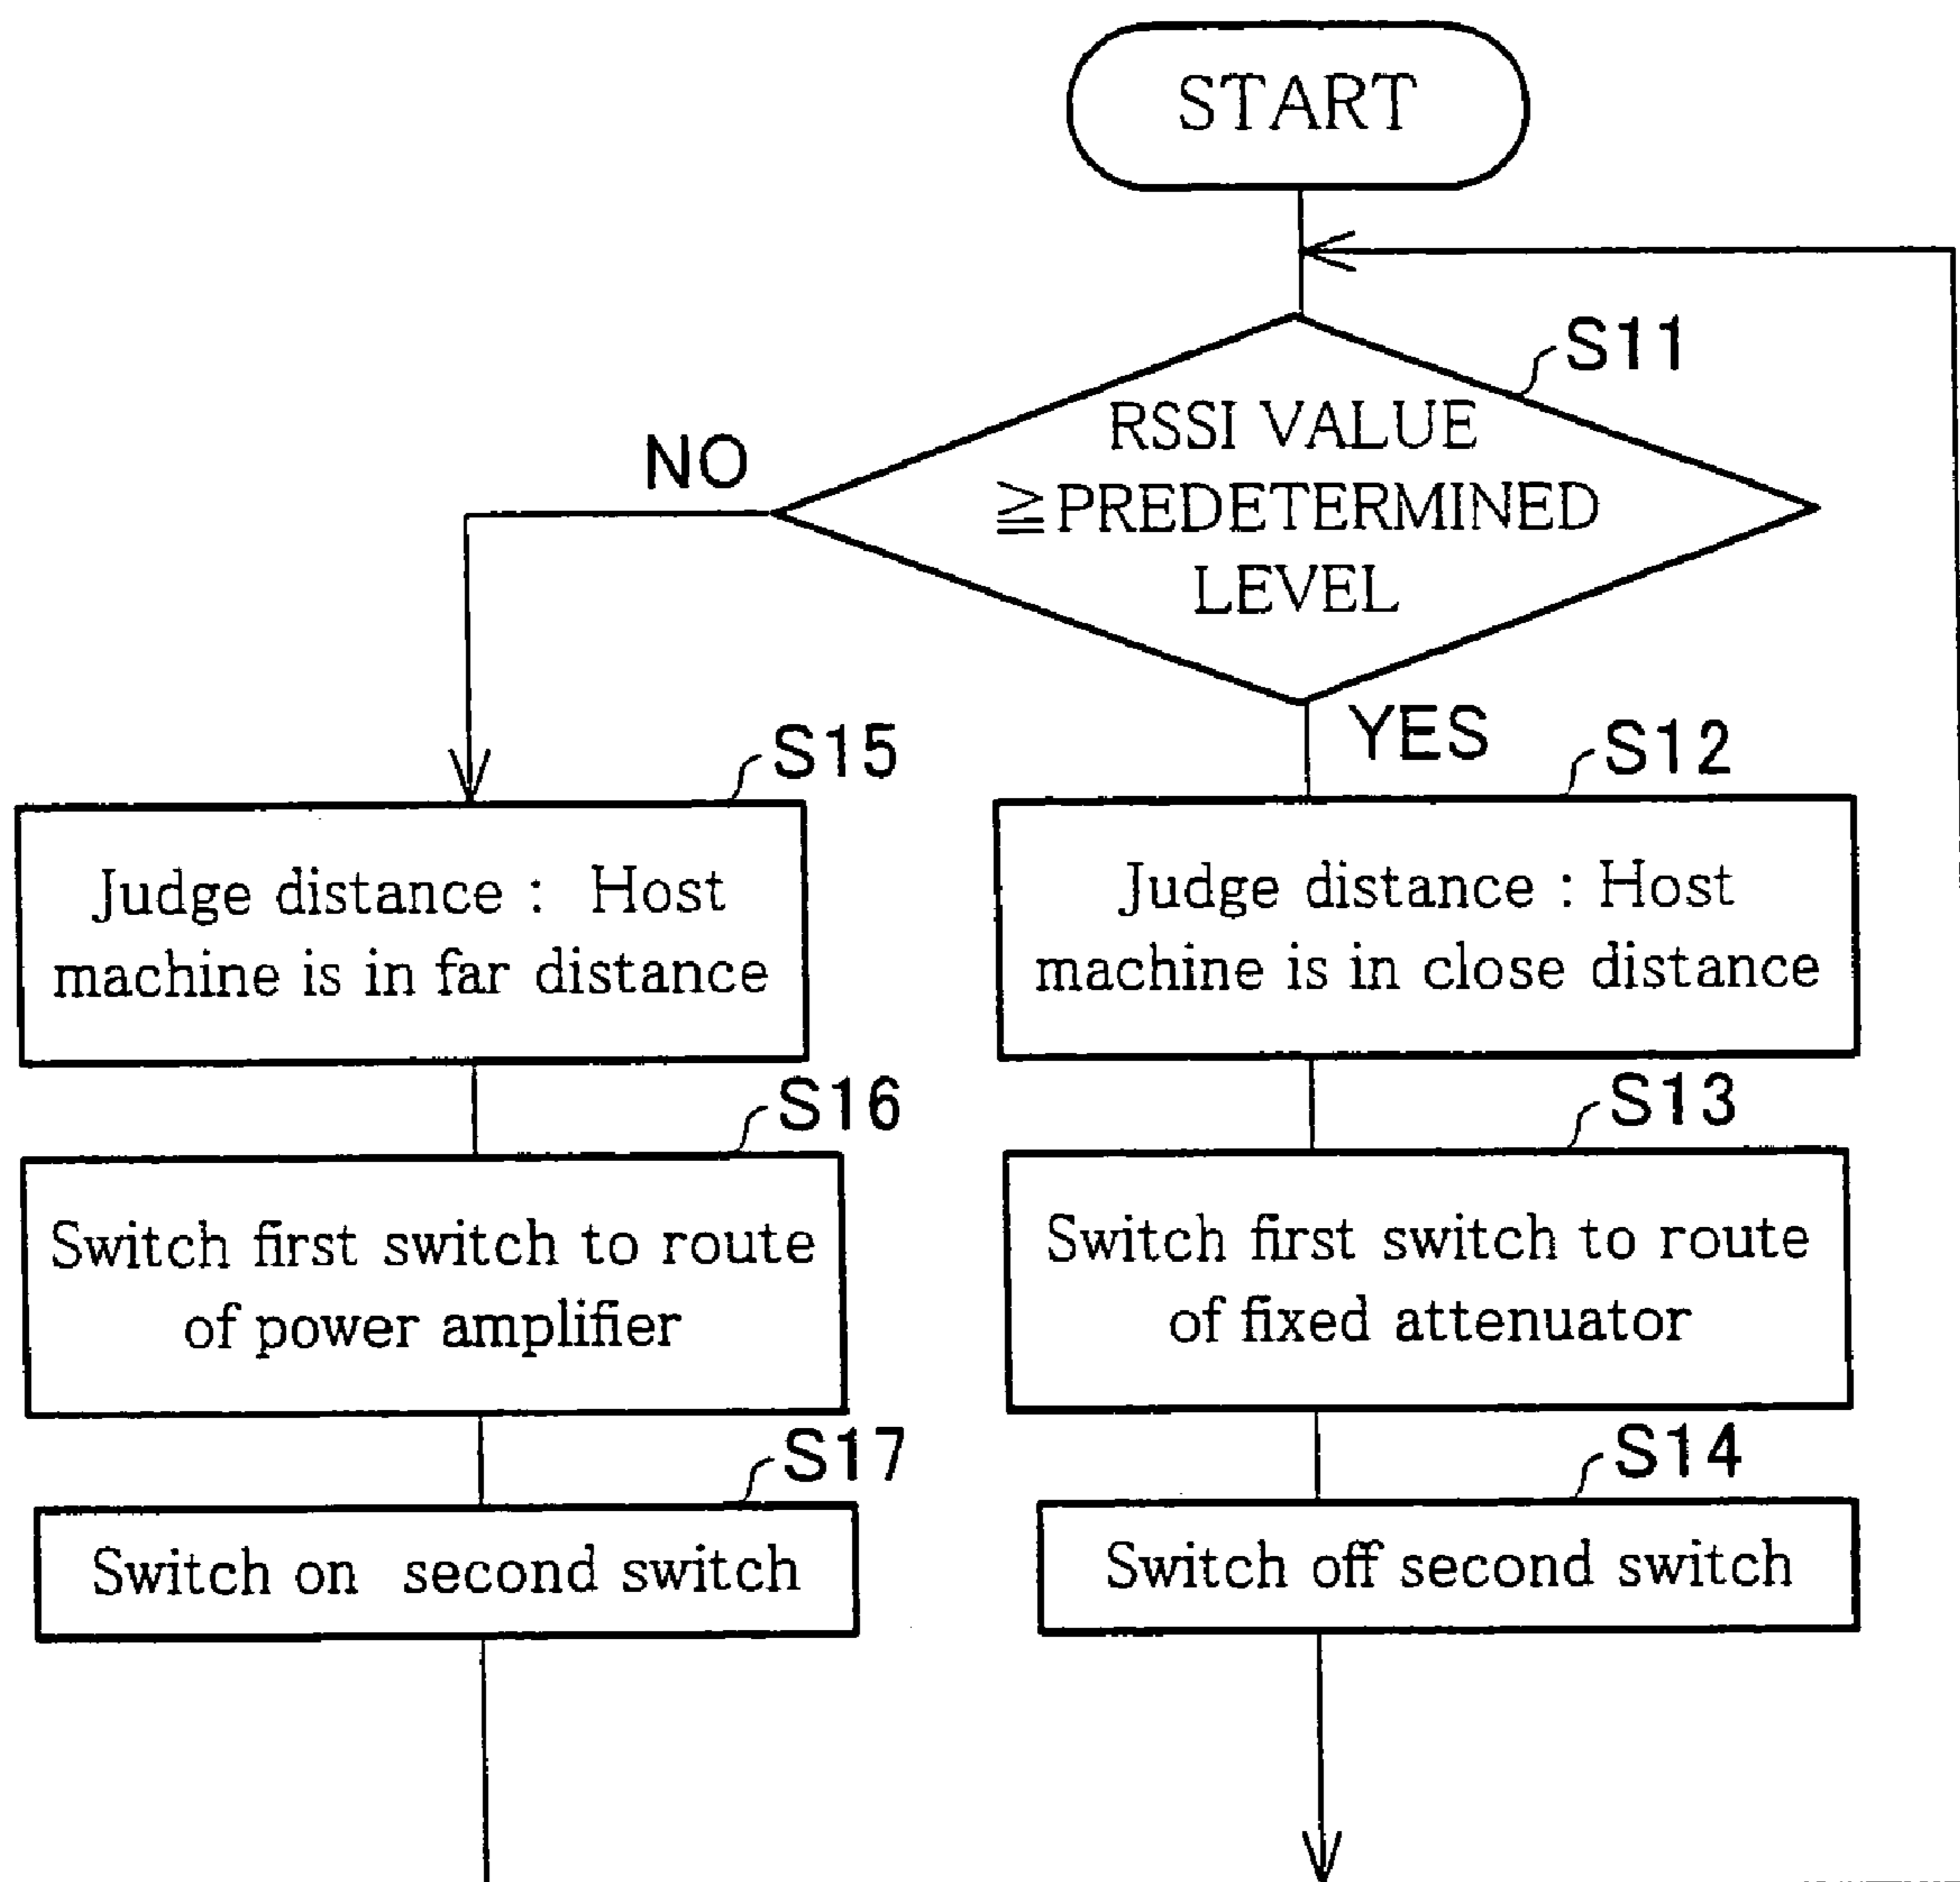 START
S11
RSSI VALUE
≧PREDETERMINED
LEVEL
NO
YES
S15
Judge distance : Host
machine is in far distance
S12
Judge distance : Host
machine is in close distance
S16
Switch first switch to route
of power amplifier
S13
Switch first switch to route
of fixed attenuator
S17
Switch on second switch
S14
Switch off second switch